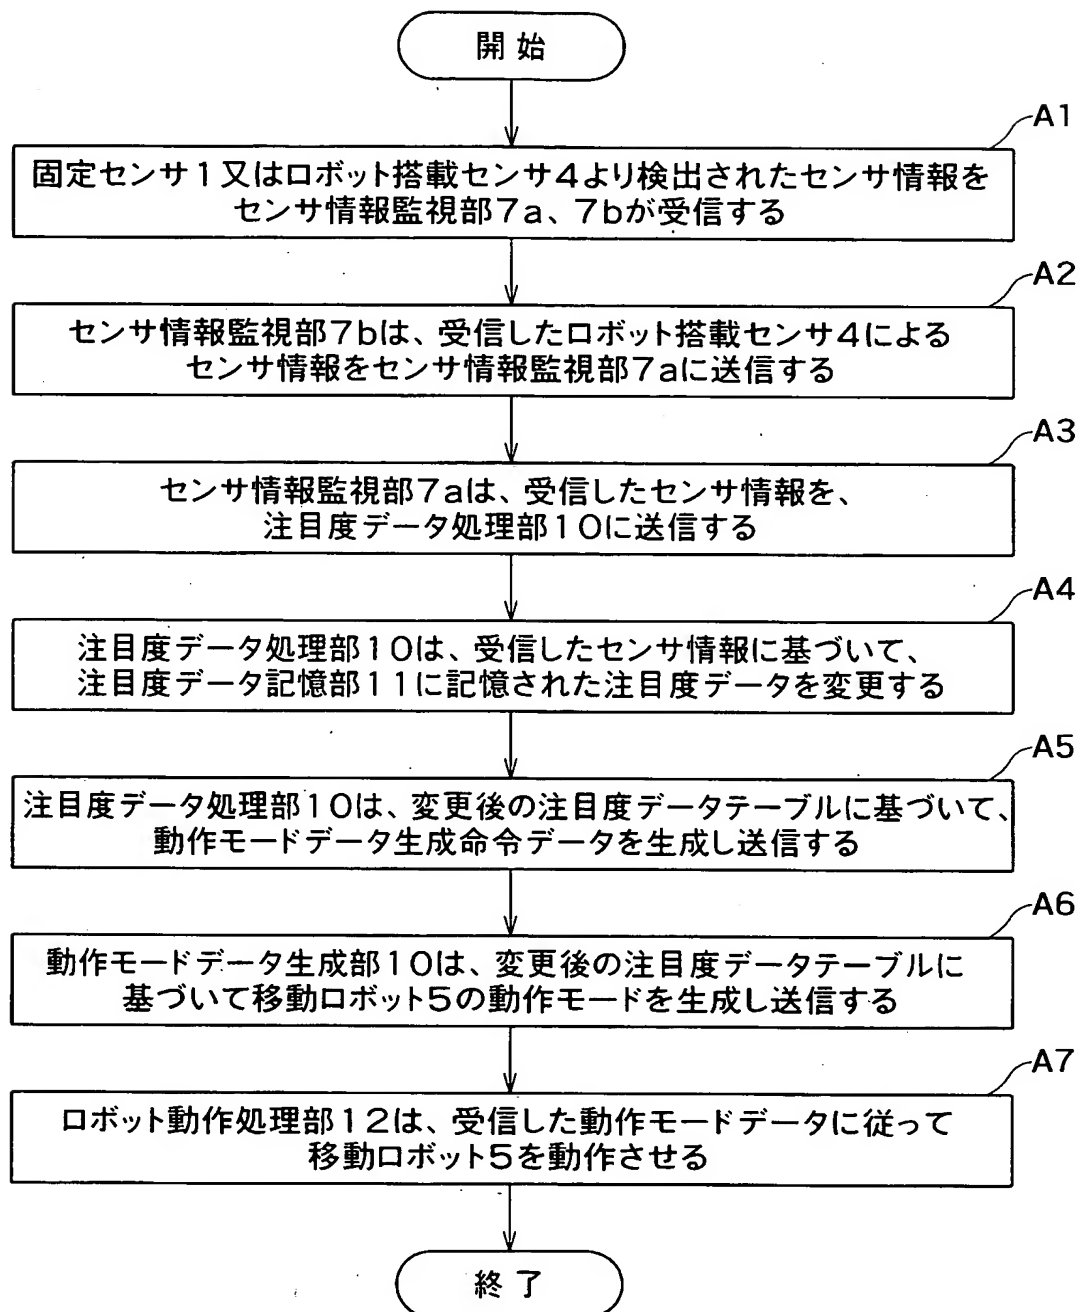 開始
A1
固定センサ1又はロボット搭載センサ4より検出されたセンサ情報を
センサ情報監視部7a、7bが受信する
A2
センサ情報監視部7bは、受信したロボット搭載センサ4による
センサ情報をセンサ情報監視部7aに送信する
A3
センサ情報監視部7aは、受信したセンサ情報を、
注目度データ処理部10に送信する
A4
注目度データ処理部10は、受信したセンサ情報に基づいて、
注目度データ記憶部11に記憶された注目度データを変更する
A5
注目度データ処理部10は、変更後の注目度データテーブルに基づいて、
動作モードデータ生成命令データを生成し送信する
A6
動作モードデータ生成部10は、変更後の注目度データテーブルに
基づいて移動ロボット5の動作モードを生成し送信する
A7
ロボット動作処理部12は、受信した動作モードデータに従って
移動ロボット5を動作させる
終了